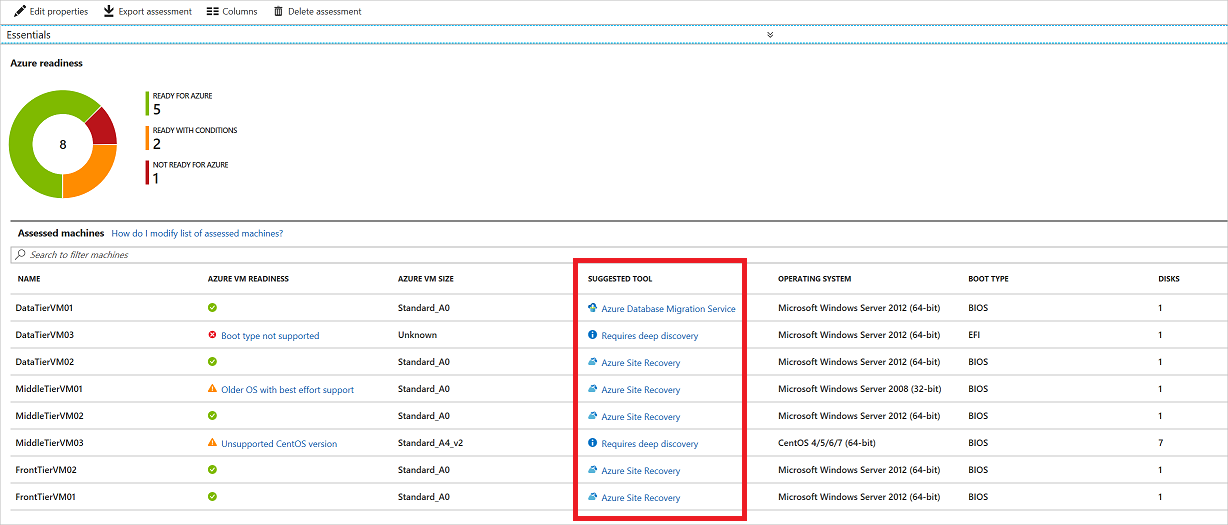 Edit properties Export assessment Columns Delete assessment
Essentials
Azure readiness
8
READY FOR AZURE
5
READY WITH CONDITIONS
2
NOT READY FOR AZURE
1
Assessed machines How do I modify list of assessed machines?
Search to filter machines
NAME AZURE VM READINESS AZURE VM SIZE SUGGESTED TOOL OPERATING SYSTEM BOOT TYPE DISKS
DataTierVM01 Standard_A0 Azure Database Migration Service Microsoft Windows Server 2012 (64-bit) BIOS 1
DataTierVM03 Boot type not supported Unknown Requires deep discovery Microsoft Windows Server 2012 (64-bit) EFI 1
DataTierVM02 Standard_A0 Azure Site Recovery Microsoft Windows Server 2012 (64-bit) BIOS 1
MiddleTierVM01 Older OS with best effort support Standard_A0 Azure Site Recovery Microsoft Windows Server 2008 (32-bit) BIOS 1
MiddleTierVM02 Standard_A0 Azure Site Recovery Microsoft Windows Server 2012 (64-bit) BIOS 1
MiddleTierVM03 Unsupported CentOS version Standard_A4_v2 Requires deep discovery CentOS 4/5/6/7 (64-bit) BIOS 7
FrontTierVM02 Standard_A0 Azure Site Recovery Microsoft Windows Server 2012 (64-bit) BIOS 1
FrontTierVM01 Standard_A0 Azure Site Recovery Microsoft Windows Server 2012 (64-bit) BIOS 1